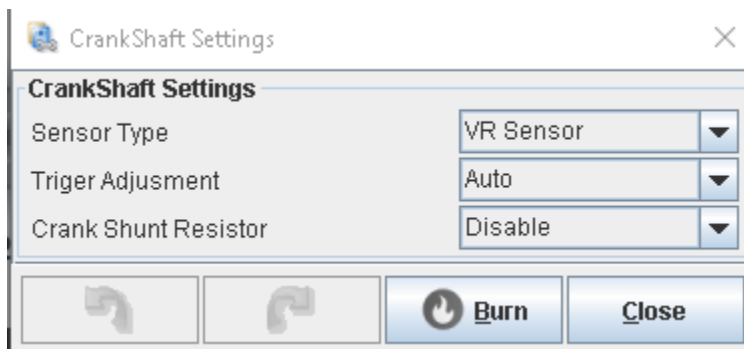 CrankShaft Settings
CrankShaft Settings
Sensor Type VR Sensor
Triger Adjusment Auto
Crank Shunt Resistor Disable
Burn Close